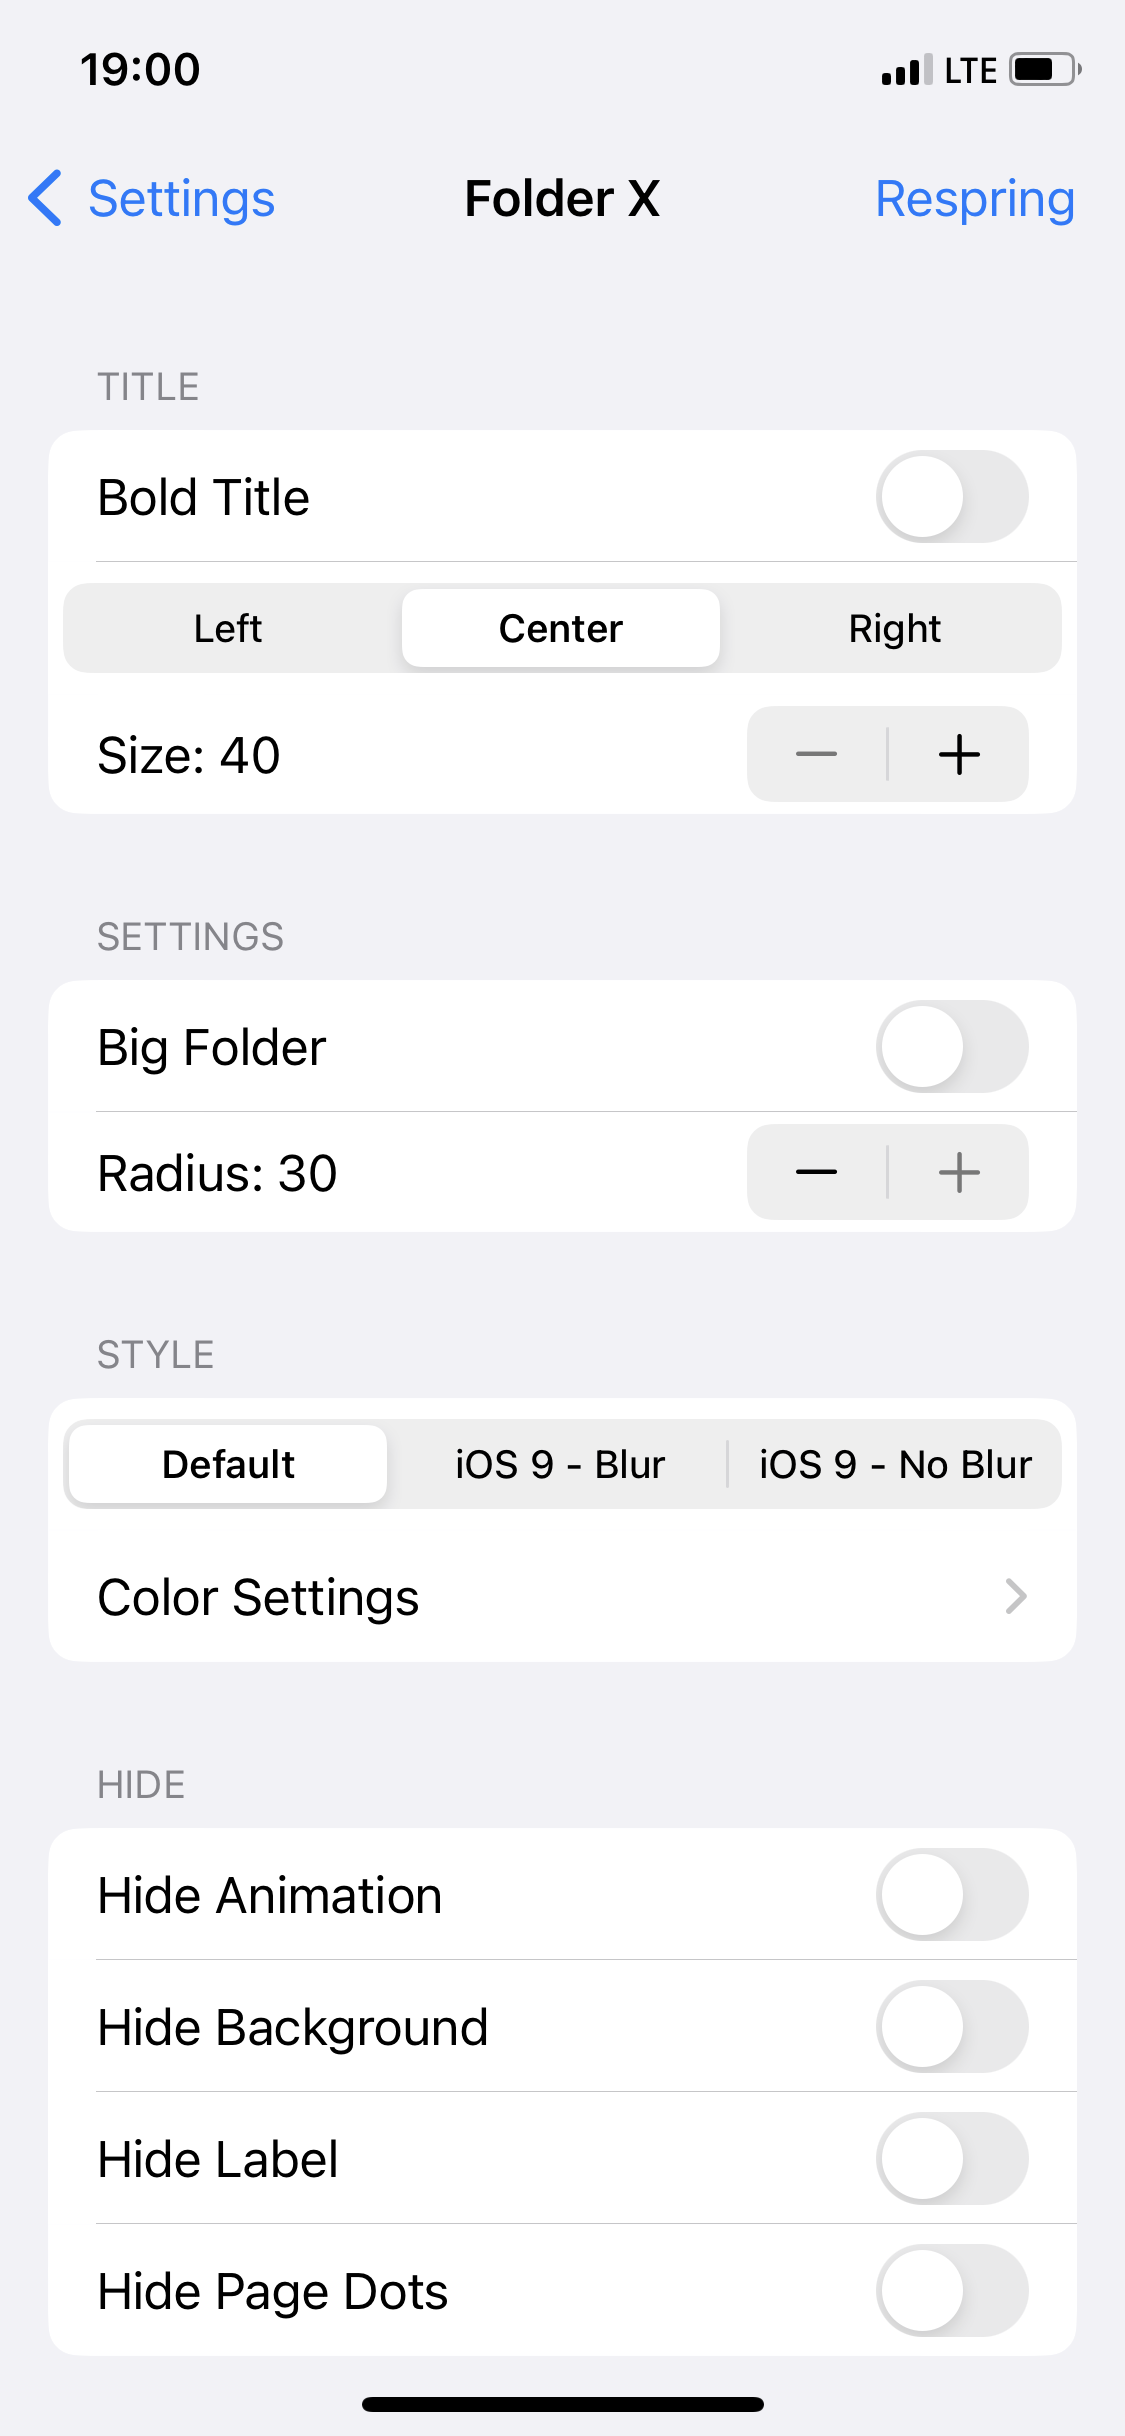 19:00 LTE
Settings Folder X Respring
TITLE
Bold Title
Left Center Right
Size: 40
SETTINGS
Big Folder
Radius: 30
STYLE
Default iOS 9 - Blur iOS 9 - No Blur
Color Settings
HIDE
Hide Animation
Hide Background
Hide Label
Hide Page Dots